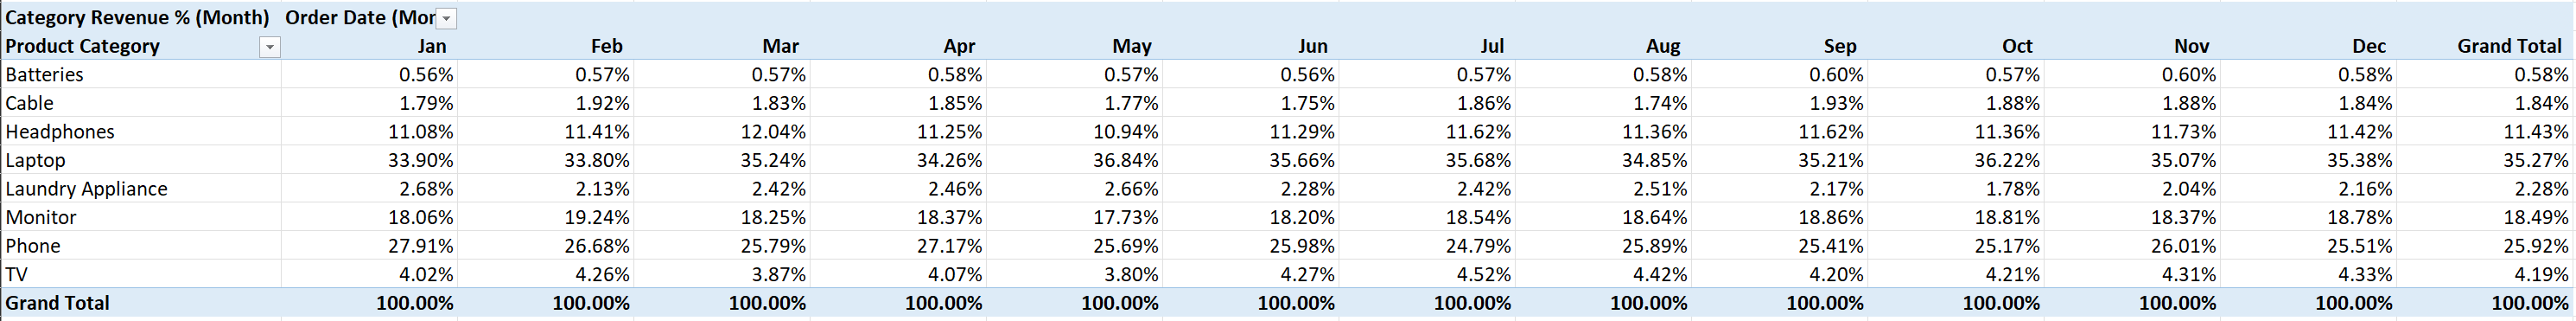 Category Revenue % (Month) Order Date (Mor
Product Category Jan Feb Mar Apr May Jun Jul Aug Sep Oct Nov Dec Grand Total
Batteries 0.56% 0.57% 0.57% 0.58% 0.57% 0.56% 0.57% 0.58% 0.60% 0.57% 0.60% 0.58% 0.58%
Cable 1.79% 1.92% 1.83% 1.85% 1.77% 1.75% 1.86% 1.74% 1.93% 1.88% 1.88% 1.84% 1.84%
Headphones 11.08% 11.41% 12.04% 11.25% 10.94% 11.29% 11.62% 11.36% 11.62% 11.36% 11.73% 11.42% 11.43%
Laptop 33.90% 33.80% 35.24% 34.26% 36.84% 35.66% 35.68% 34.85% 35.21% 36.22% 35.07% 35.38% 35.27%
Laundry Appliance 2.68% 2.13% 2.42% 2.46% 2.66% 2.28% 2.42% 2.51% 2.17% 1.78% 2.04% 2.16% 2.28%
Monitor 18.06% 19.24% 18.25% 18.37% 17.73% 18.20% 18.54% 18.64% 18.86% 18.81% 18.37% 18.78% 18.49%
Phone 27.91% 26.68% 25.79% 27.17% 25.69% 25.98% 24.79% 25.89% 25.41% 25.17% 26.01% 25.51% 25.92%
TV 4.02% 4.26% 3.87% 4.07% 3.80% 4.27% 4.52% 4.42% 4.20% 4.21% 4.31% 4.33% 4.19%
Grand Total 100.00% 100.00% 100.00% 100.00% 100.00% 100.00% 100.00% 100.00% 100.00% 100.00% 100.00% 100.00% 100.00%